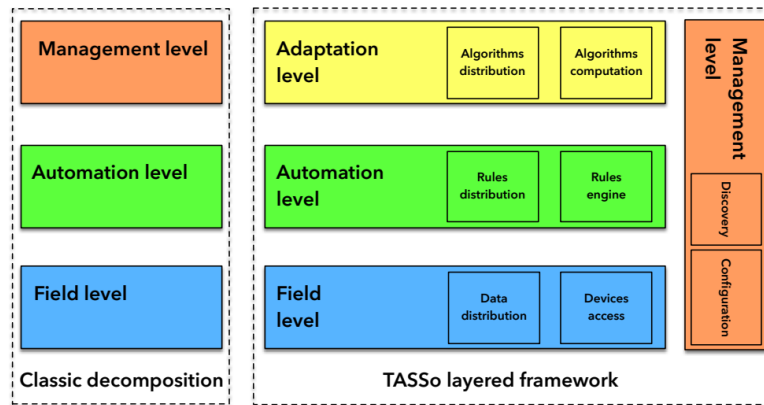 Management level
Automation level
Field level
Classic decomposition
Adaptation
level
Algorithms
distribution
Algorithms
computation
Automation
level
Rules
distribution
Rules
engine
Field
level
Data
distribution
Devices
access
Management
level
Discovery
Configuration
TASSo layered framework